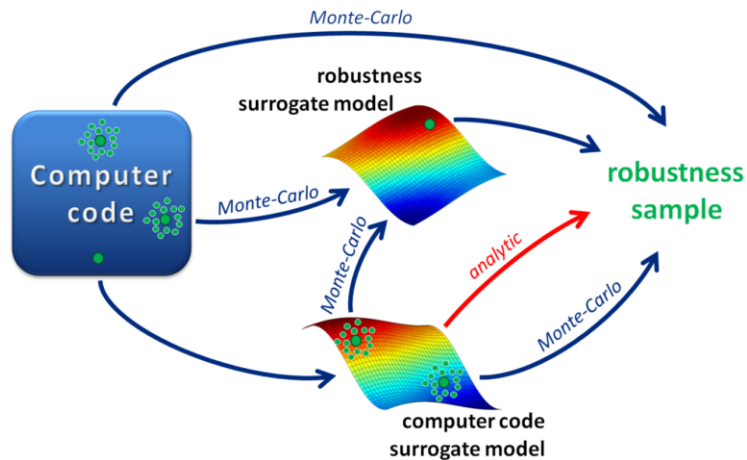 Monte-Carlo
robustness
surrogate model
Computer
code
Monte-Carlo
robustness
sample
Monte-Carlo
analytic
Monte-Carlo
computer code
surrogate model